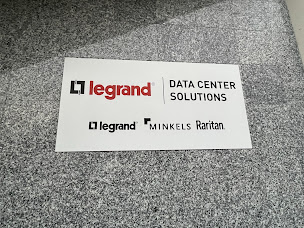 legrand® | DATA CENTER
SOLUTIONS
legrand® MINKELS Raritan.